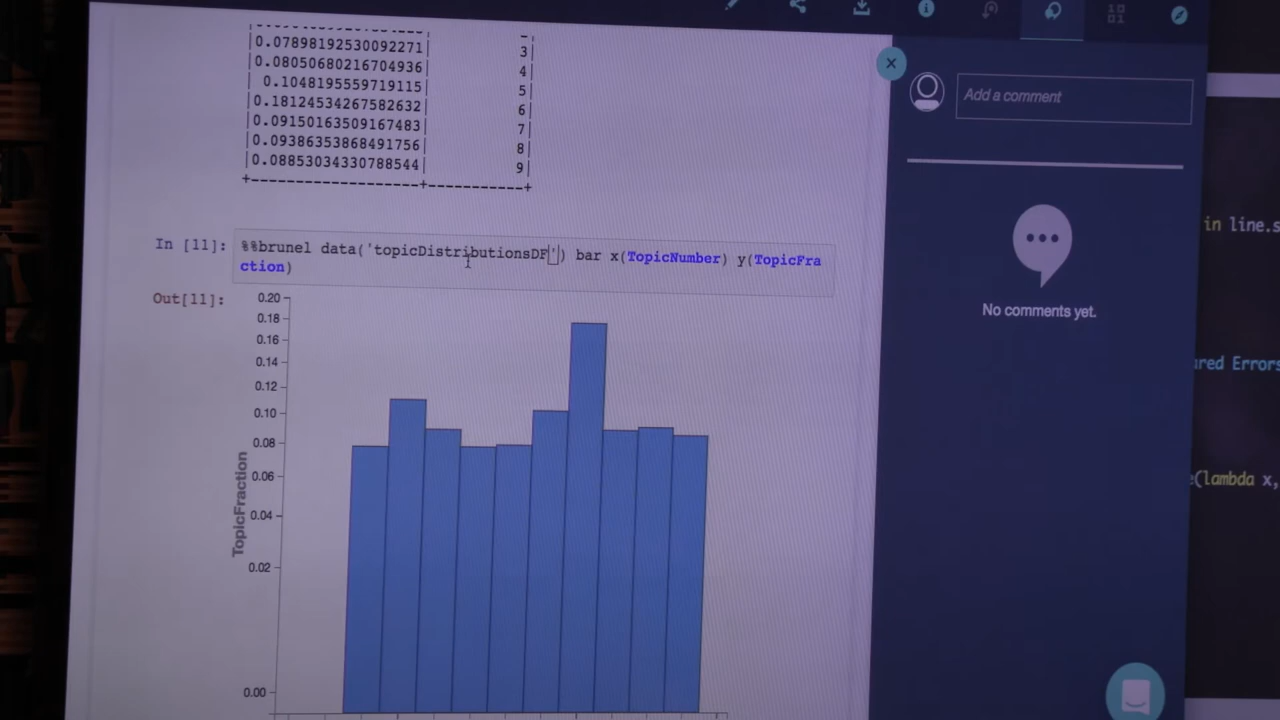 |0.07898192530092271| 3|
|0.08050680216704936| 4|
| 0.1048195559719115| 5|
|0.18124534267582632| 6|
|0.09150163509167483| 7|
|0.09386353868491756| 8|
|0.08853034330788544| 9|
+-------------------+-----------+
Add a comment
No comments yet.
In [11]: %%brunel data('topicDistributionsDF') bar x(TopicNumber) y(TopicFra
ction)
Out[11]:
0.20
0.18
0.16
0.14
0.12
0.10
0.08
0.06
0.04
0.02
0.00
TopicFraction
in line.s
ured Errors
(lambda x,